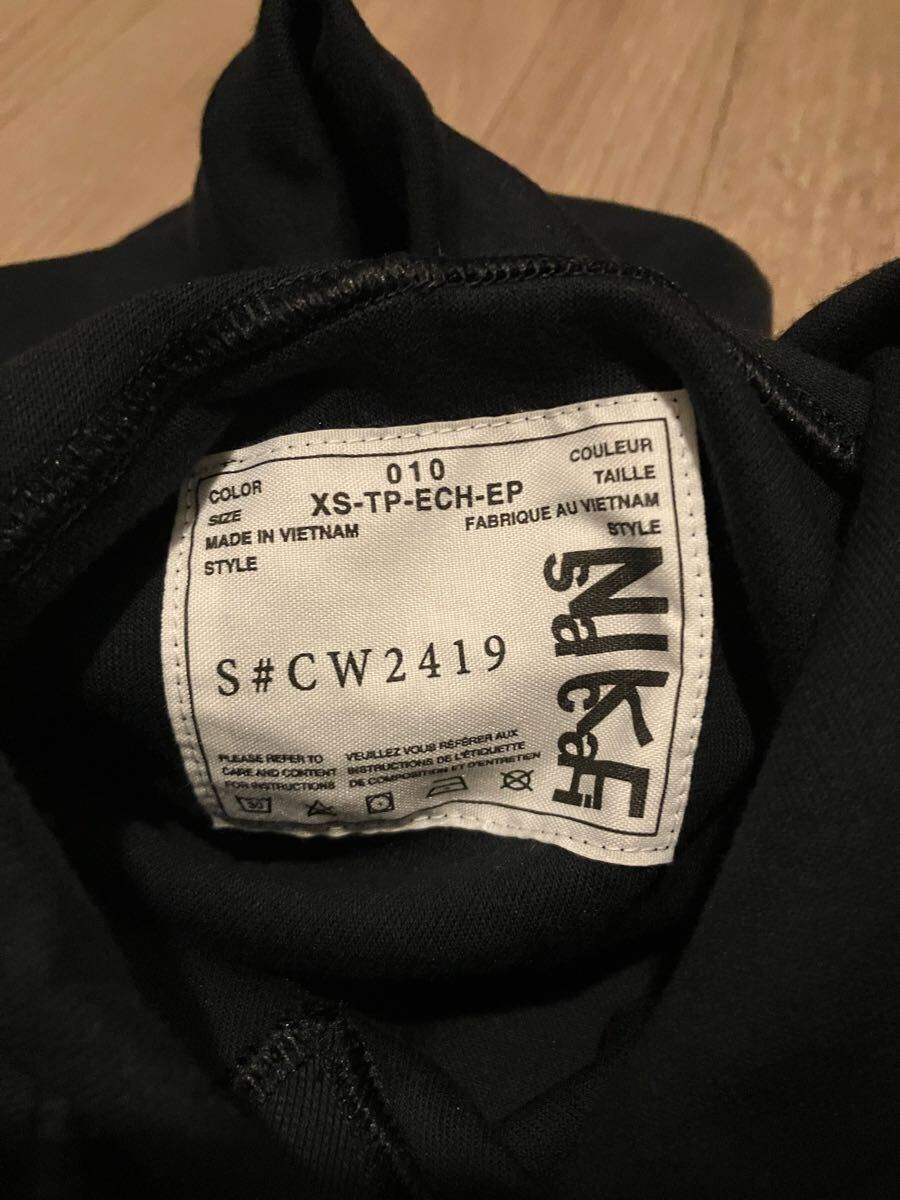 COLOR 010 COULEUR
SIZE XS-TP-ECH-EP TAILLE
MADE IN VIETNAM FABRIQUE AU VIETNAM
STYLE STYLE
S#CW2419
NIKE
sacai
PLEASE REFER TO
CARE AND CONTENT
FOR INSTRUCTIONS
VEUILLEZ VOUS RÉFÉRER AUX
INSTRUCTIONS DE L'ÉTIQUETTE
DE COMPOSITION ET D'ENTRETIEN
30